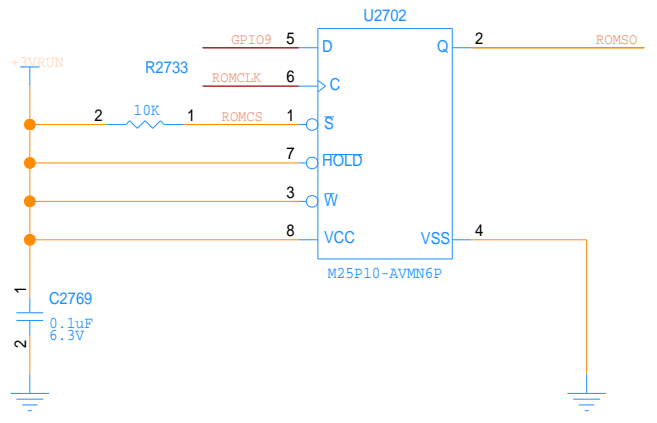 U2702
GPIO9 5 D Q 2 ROMSO
+3VRUN
R2733
ROMCLK 6 C
2 10K 1 ROMCS 1 S
7 HOLD
3 W
8 VCC VSS 4
M25P10-AVMN6P
1
C2769
0.1uF
6.3V
2